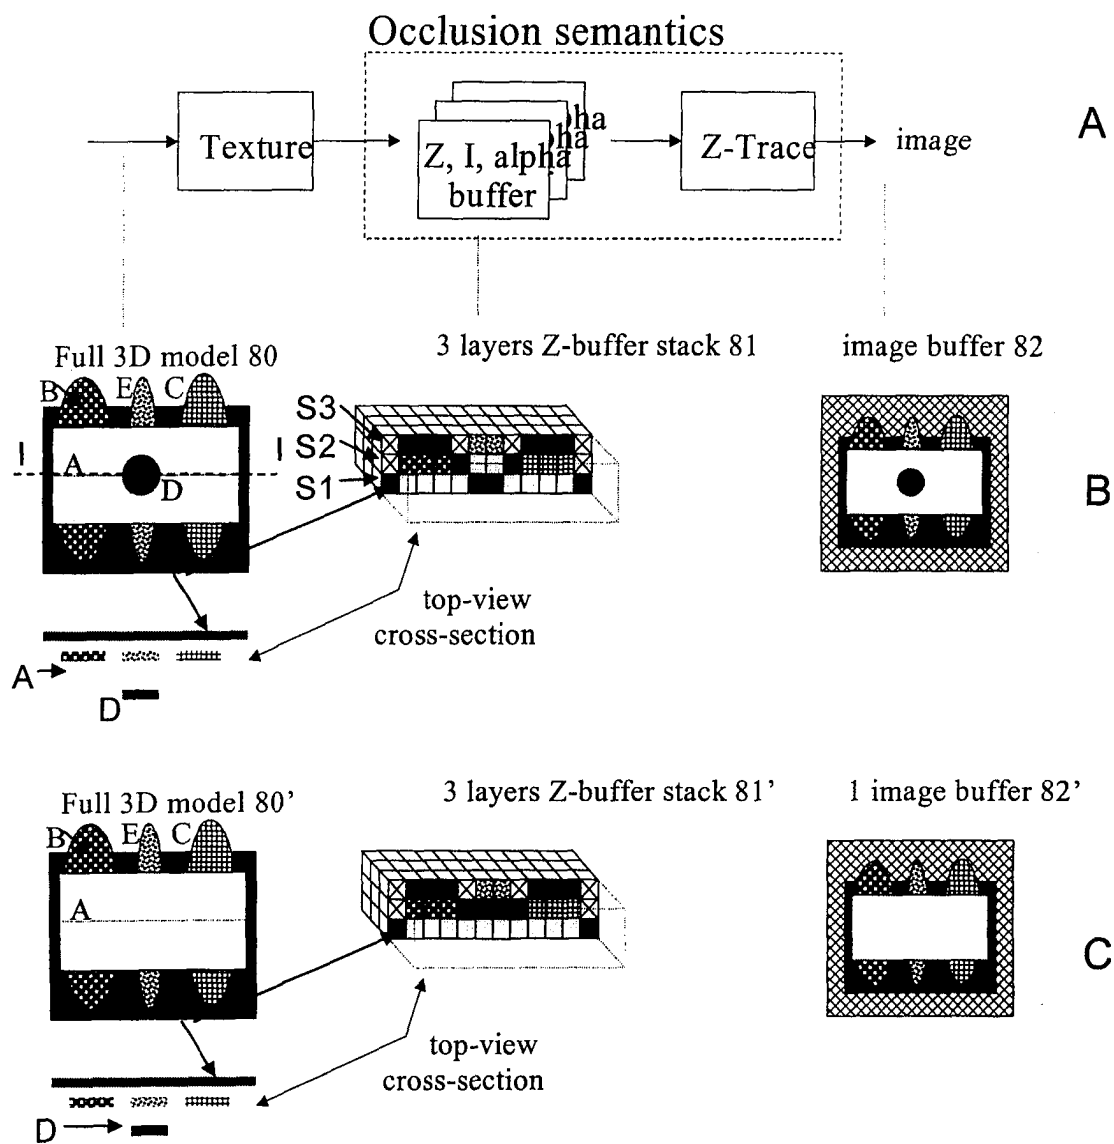 Occlusion semantics
Texture
Z, I, alpha
buffer
pha
pha
Z-Trace
image
A
Full 3D model 80
3 layers Z-buffer stack 81
image buffer 82
B E C
S3
I A I S2
D
S1
B
top-view
cross-section
A
D
Full 3D model 80’
3 layers Z-buffer stack 81’
1 image buffer 82’
B E C
A
C
top-view
cross-section
D